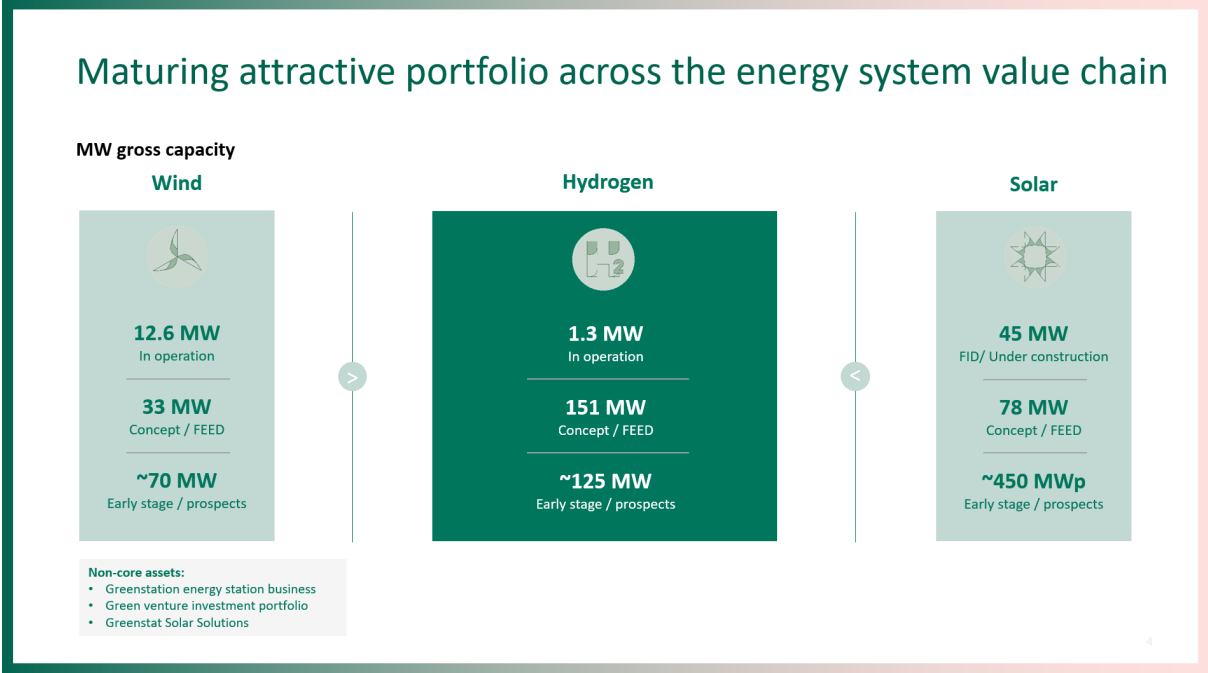 Maturing attractive portfolio across the energy system value chain
MW gross capacity
Wind
12.6 MW
In operation
33 MW
Concept / FEED
~70 MW
Early stage / prospects
>
Hydrogen
H2
1.3 MW
In operation
151 MW
Concept / FEED
~125 MW
Early stage / prospects
<
Solar
45 MW
FID/ Under construction
78 MW
Concept / FEED
~450 MWp
Early stage / prospects
Non-core assets:
• Greenstation energy station business
• Green venture investment portfolio
• Greenstat Solar Solutions
4